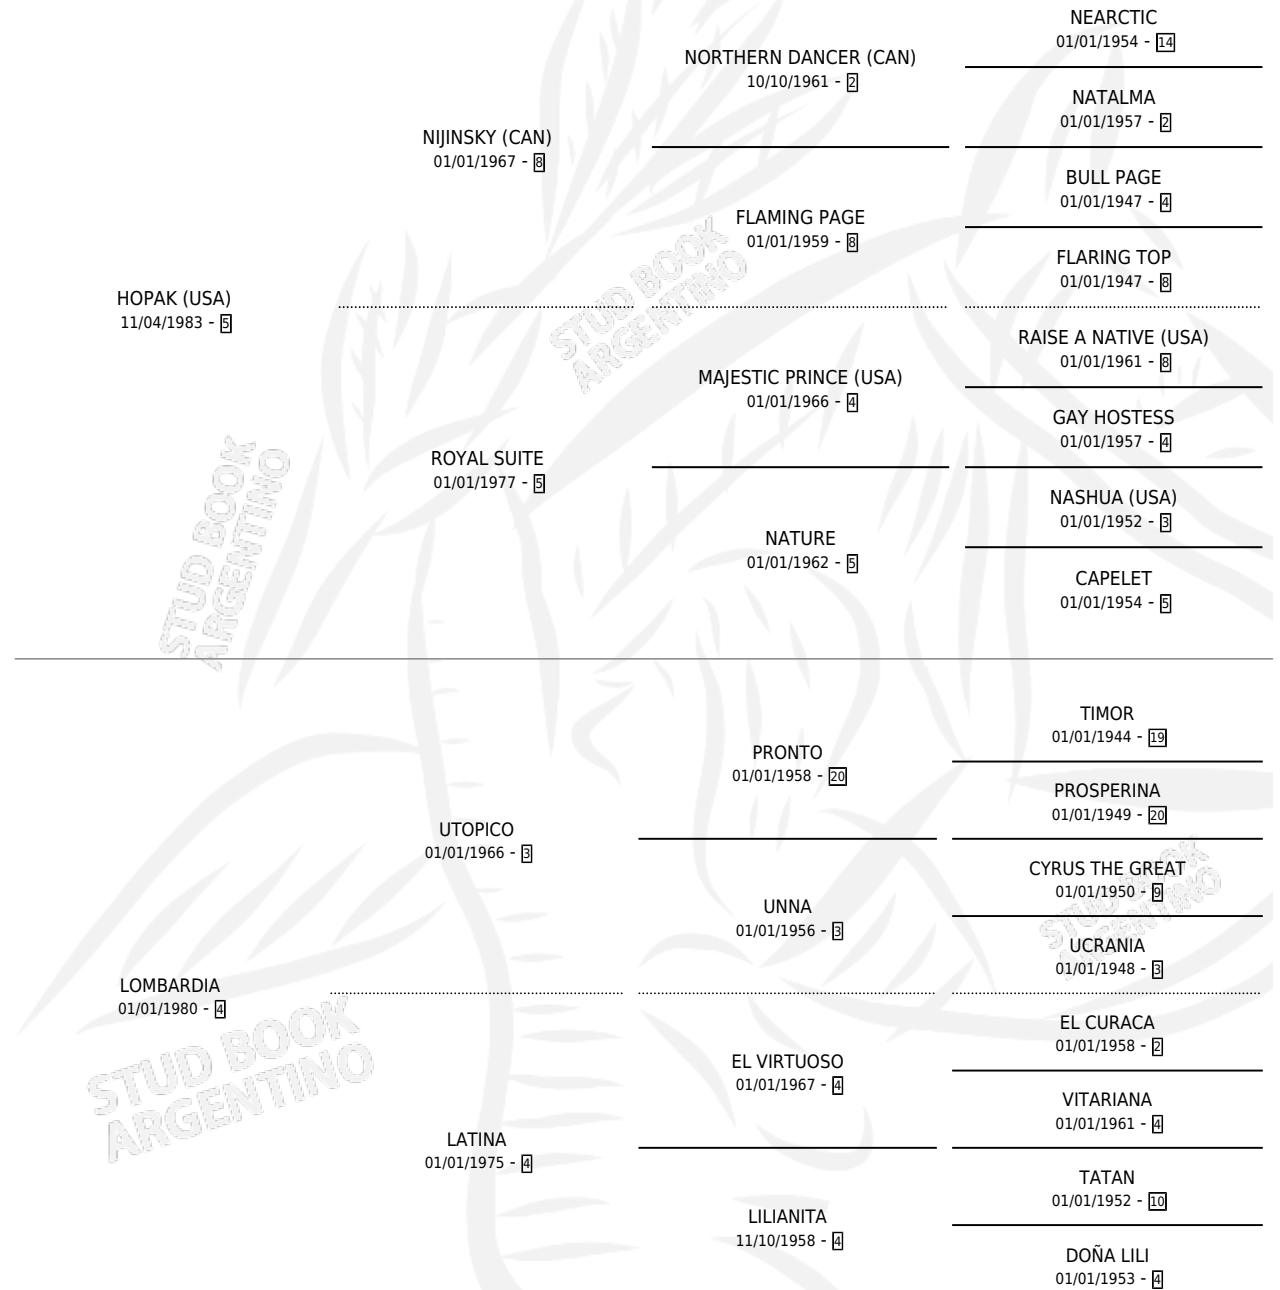 NEARCTIC
01/01/1954 - 14
NORTHERN DANCER (CAN)
10/10/1961 - 2
NATALMA
01/01/1957 - 2
NIJINSKY (CAN)
01/01/1967 - 8
BULL PAGE
01/01/1947 - 4
FLAMING PAGE
01/01/1959 - 8
FLARING TOP
01/01/1947 - 8
HOPAK (USA)
11/04/1983 - 5
RAISE A NATIVE (USA)
01/01/1961 - 8
MAJESTIC PRINCE (USA)
01/01/1966 - 4
GAY HOSTESS
01/01/1957 - 4
ROYAL SUITE
01/01/1977 - 5
NASHUA (USA)
01/01/1952 - 3
NATURE
01/01/1962 - 5
CAPELET
01/01/1954 - 5
TIMOR
01/01/1944 - 19
PRONTO
01/01/1958 - 20
PROSPERINA
01/01/1949 - 20
UTOPICO
01/01/1966 - 3
CYRUS THE GREAT
01/01/1950 - 9
UNNA
01/01/1956 - 3
UCRANIA
01/01/1948 - 3
LOMBARDIA
01/01/1980 - 4
EL CURACA
01/01/1958 - 2
EL VIRTUOSO
01/01/1967 - 4
VITARIANA
01/01/1961 - 4
LATINA
01/01/1975 - 4
TATAN
01/01/1952 - 10
LILIANITA
11/10/1958 - 4
DOÑA LILI
01/01/1953 - 4
STUD BOOK
ARGENTINO
STUD BOOK
ARGENTINO
STUD BOOK
ARGENTINO
STUD BOOK
ARGENTINO